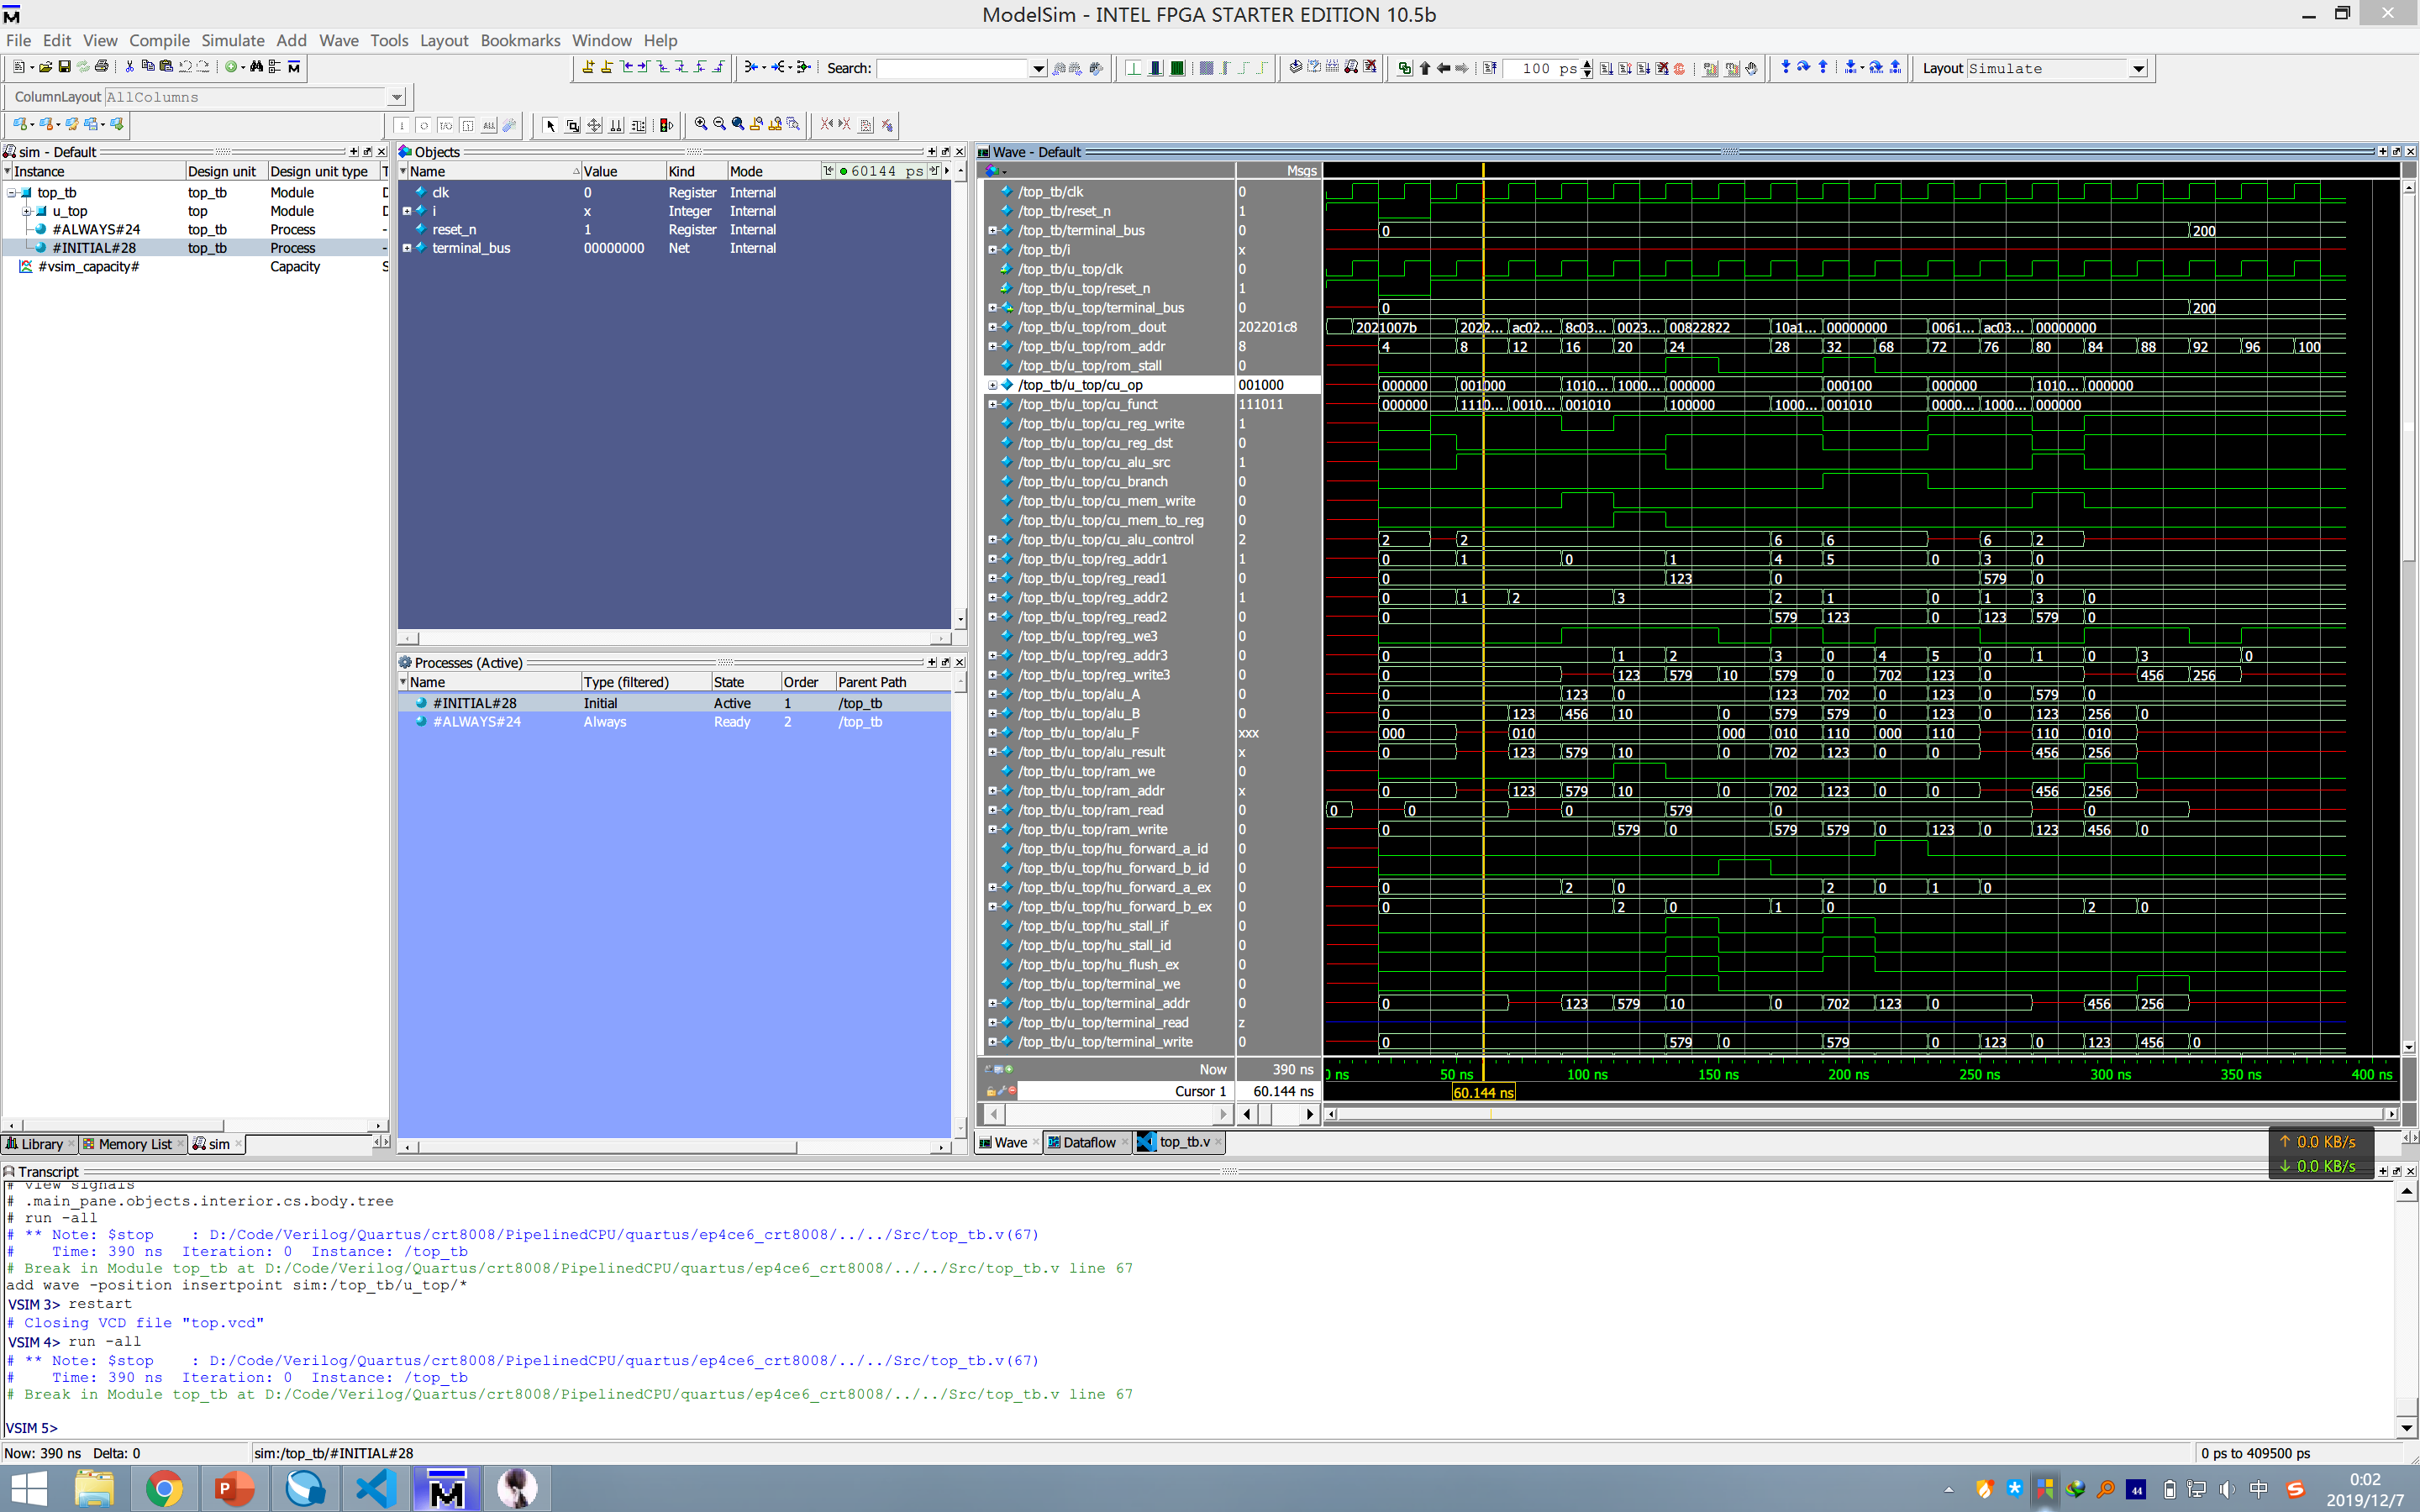 ModelSim - INTEL FPGA STARTER EDITION 10.5b
File Edit View Compile Simulate Add Wave Tools Layout Bookmarks Window Help
Search: 100 ps Layout Simulate
ColumnLayout AllColumns
sim - Default
Instance Design unit Design unit type
top_tb top_tb Module
u_top top Module
#ALWAYS#24 top_tb Process
#INITIAL#28 top_tb Process
#vsim_capacity# Capacity
Objects
Name Value Kind Mode 60144 ps
clk 0 Register Internal
i x Integer Internal
reset_n 1 Register Internal
terminal_bus 00000000 Net Internal
Processes (Active)
Name Type (filtered) State Order Parent Path
#INITIAL#28 Initial Active 1 /top_tb
#ALWAYS#24 Always Ready 2 /top_tb
Wave - Default
Msgs
/top_tb/clk 0
/top_tb/reset_n 1
/top_tb/terminal_bus 0 0 200
/top_tb/i x
/top_tb/u_top/clk 0
/top_tb/u_top/reset_n 1
/top_tb/u_top/terminal_bus 0 0 200
/top_tb/u_top/rom_dout 202201c8 2021007b 2022... ac02... 8c03... 0023... 00822822 10a1... 00000000 0061... ac03... 00000000
/top_tb/u_top/rom_addr 8 4 8 12 16 20 24 28 32 68 72 76 80 84 88 92 96 100
/top_tb/u_top/rom_stall 0
/top_tb/u_top/cu_op 001000 000000 001000 1010... 1000... 000000 000100 000000 1010... 000000
/top_tb/u_top/cu_funct 111011 000000 1110... 0010... 001010 100000 1000... 001010 0000... 1000... 000000
/top_tb/u_top/cu_reg_write 1
/top_tb/u_top/cu_reg_dst 0
/top_tb/u_top/cu_alu_src 1
/top_tb/u_top/cu_branch 0
/top_tb/u_top/cu_mem_write 0
/top_tb/u_top/cu_mem_to_reg 0
/top_tb/u_top/cu_alu_control 2 2 2 6 6 6 2
/top_tb/u_top/reg_addr1 1 0 1 0 1 4 5 0 3 0
/top_tb/u_top/reg_read1 0 0 123 0 579 0
/top_tb/u_top/reg_addr2 1 0 1 2 3 2 1 0 1 3 0
/top_tb/u_top/reg_read2 0 0 579 123 0 123 579 0
/top_tb/u_top/reg_we3 0
/top_tb/u_top/reg_addr3 0 0 1 2 3 0 4 5 0 1 0 3 0
/top_tb/u_top/reg_write3 0 0 123 579 10 579 0 702 123 0 456 256
/top_tb/u_top/alu_A 0 0 123 0 123 702 0 123 0 579 0
/top_tb/u_top/alu_B 0 0 123 456 10 0 579 579 0 123 0 123 256 0
/top_tb/u_top/alu_F xxx 000 010 000 010 110 000 110 110 010
/top_tb/u_top/alu_result x 0 123 579 10 0 702 123 0 0 456 256
/top_tb/u_top/ram_we 0
/top_tb/u_top/ram_addr x 0 123 579 10 0 702 123 0 0 456 256
/top_tb/u_top/ram_read 0 0 0 0 579 0 0
/top_tb/u_top/ram_write 0 0 579 0 579 579 0 123 0 123 456 0
/top_tb/u_top/hu_forward_a_id 0
/top_tb/u_top/hu_forward_b_id 0
/top_tb/u_top/hu_forward_a_ex 0 0 2 0 2 0 1 0
/top_tb/u_top/hu_forward_b_ex 0 0 2 0 1 0 2 0
/top_tb/u_top/hu_stall_if 0
/top_tb/u_top/hu_stall_id 0
/top_tb/u_top/hu_flush_ex 0
/top_tb/u_top/terminal_we 0
/top_tb/u_top/terminal_addr 0 0 123 579 10 0 702 123 0 456 256
/top_tb/u_top/terminal_read z
/top_tb/u_top/terminal_write 0 0 579 0 579 0 123 0 123 456 0
Now 390 ns ns 50 ns 100 ns 150 ns 200 ns 250 ns 300 ns 350 ns 400 ns
Cursor 1 60.144 ns 60.144 ns
Library Memory List sim
Wave Dataflow top_tb.v
↑ 0.0 KB/s
↓ 0.0 KB/s
Transcript
# view signals
# .main_pane.objects.interior.cs.body.tree
# run -all
# ** Note: $stop : D:/Code/Verilog/Quartus/crt8008/PipelinedCPU/quartus/ep4ce6_crt8008/../../Src/top_tb.v(67)
# Time: 390 ns Iteration: 0 Instance: /top_tb
# Break in Module top_tb at D:/Code/Verilog/Quartus/crt8008/PipelinedCPU/quartus/ep4ce6_crt8008/../../Src/top_tb.v line 67
add wave -position insertpoint sim:/top_tb/u_top/*
VSIM 3> restart
# Closing VCD file "top.vcd"
VSIM 4> run -all
# ** Note: $stop : D:/Code/Verilog/Quartus/crt8008/PipelinedCPU/quartus/ep4ce6_crt8008/../../Src/top_tb.v(67)
# Time: 390 ns Iteration: 0 Instance: /top_tb
# Break in Module top_tb at D:/Code/Verilog/Quartus/crt8008/PipelinedCPU/quartus/ep4ce6_crt8008/../../Src/top_tb.v line 67
VSIM 5>
Now: 390 ns Delta: 0 sim:/top_tb/#INITIAL#28 0 ps to 409500 ps
44 中 0:02
2019/12/7